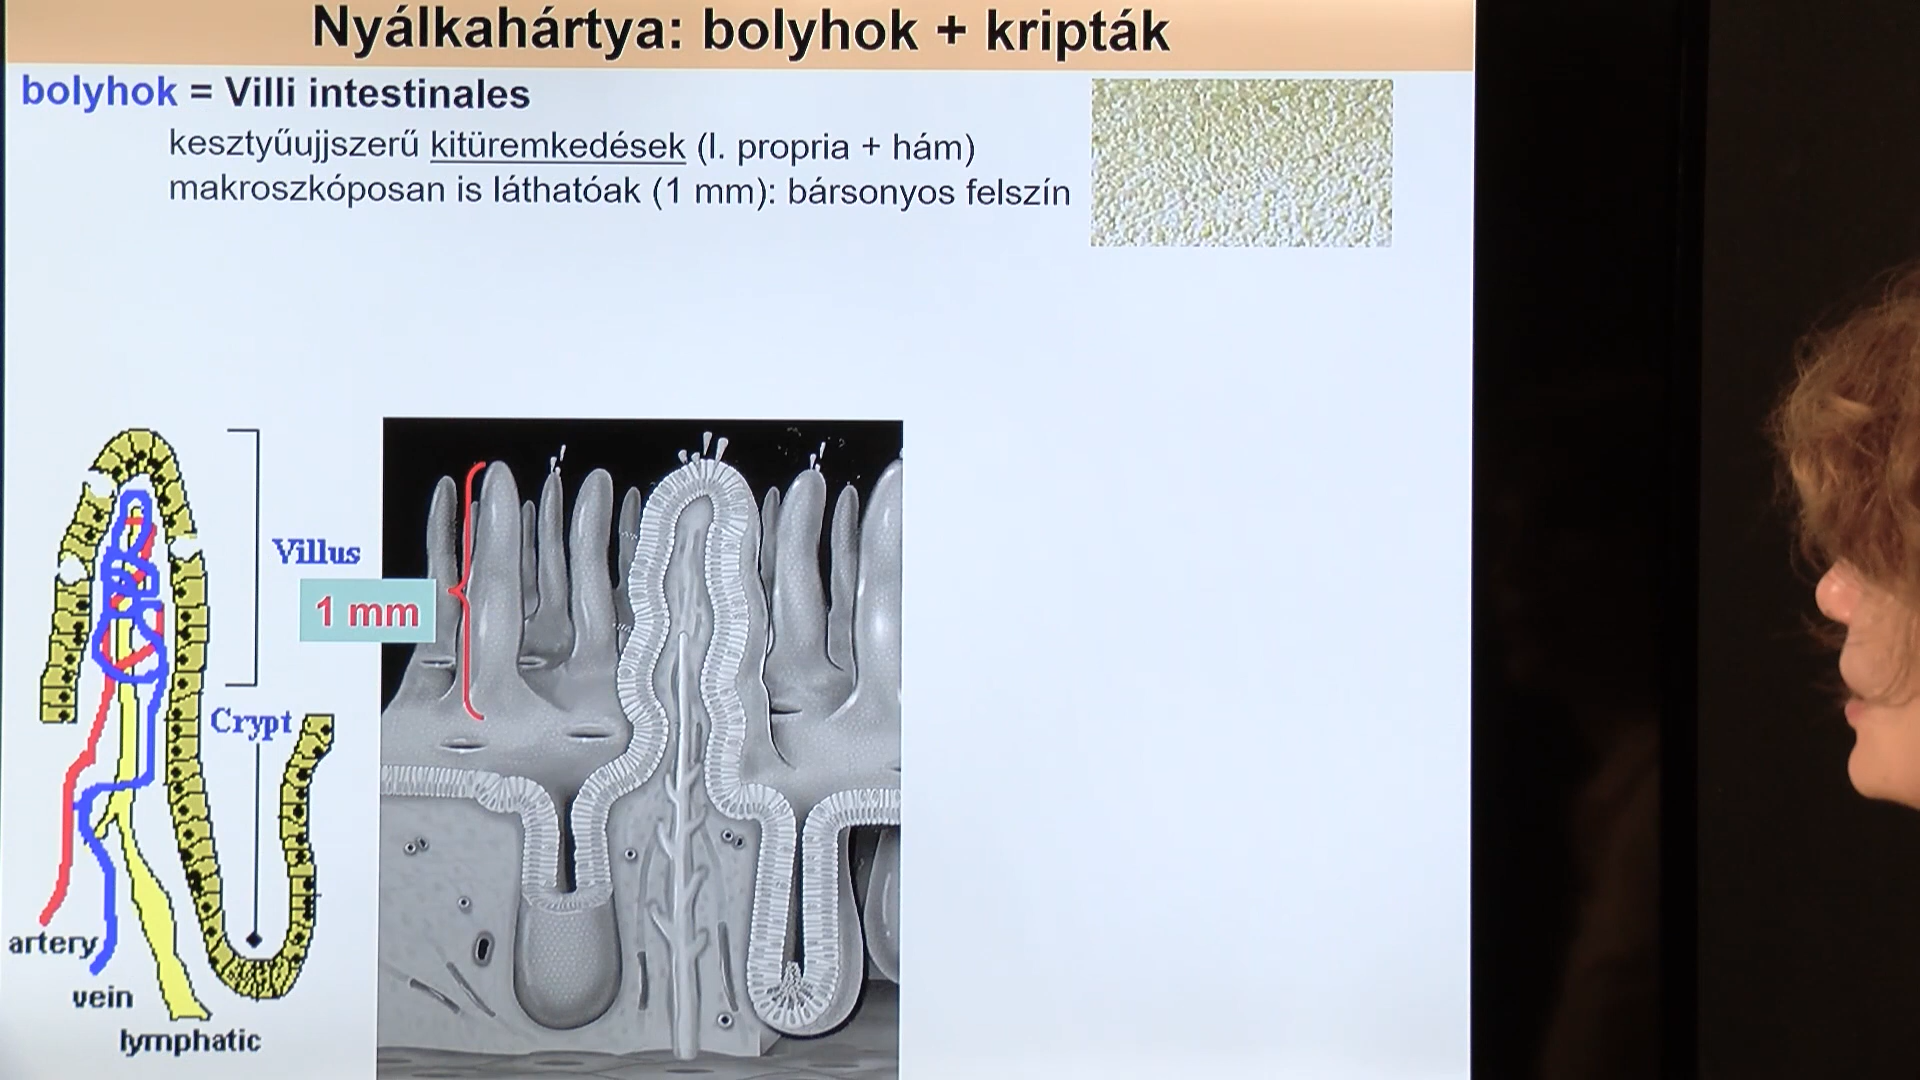 Nyálkahártya: bolyhok + kripták
bolyhok = Villi intestinales
kesztyűujjszerű kitüremkedések (l. propria + hám)
makroszkóposan is láthatóak (1 mm): bársonyos felszín
Villus
1 mm
Crypt
artery
vein
lymphatic